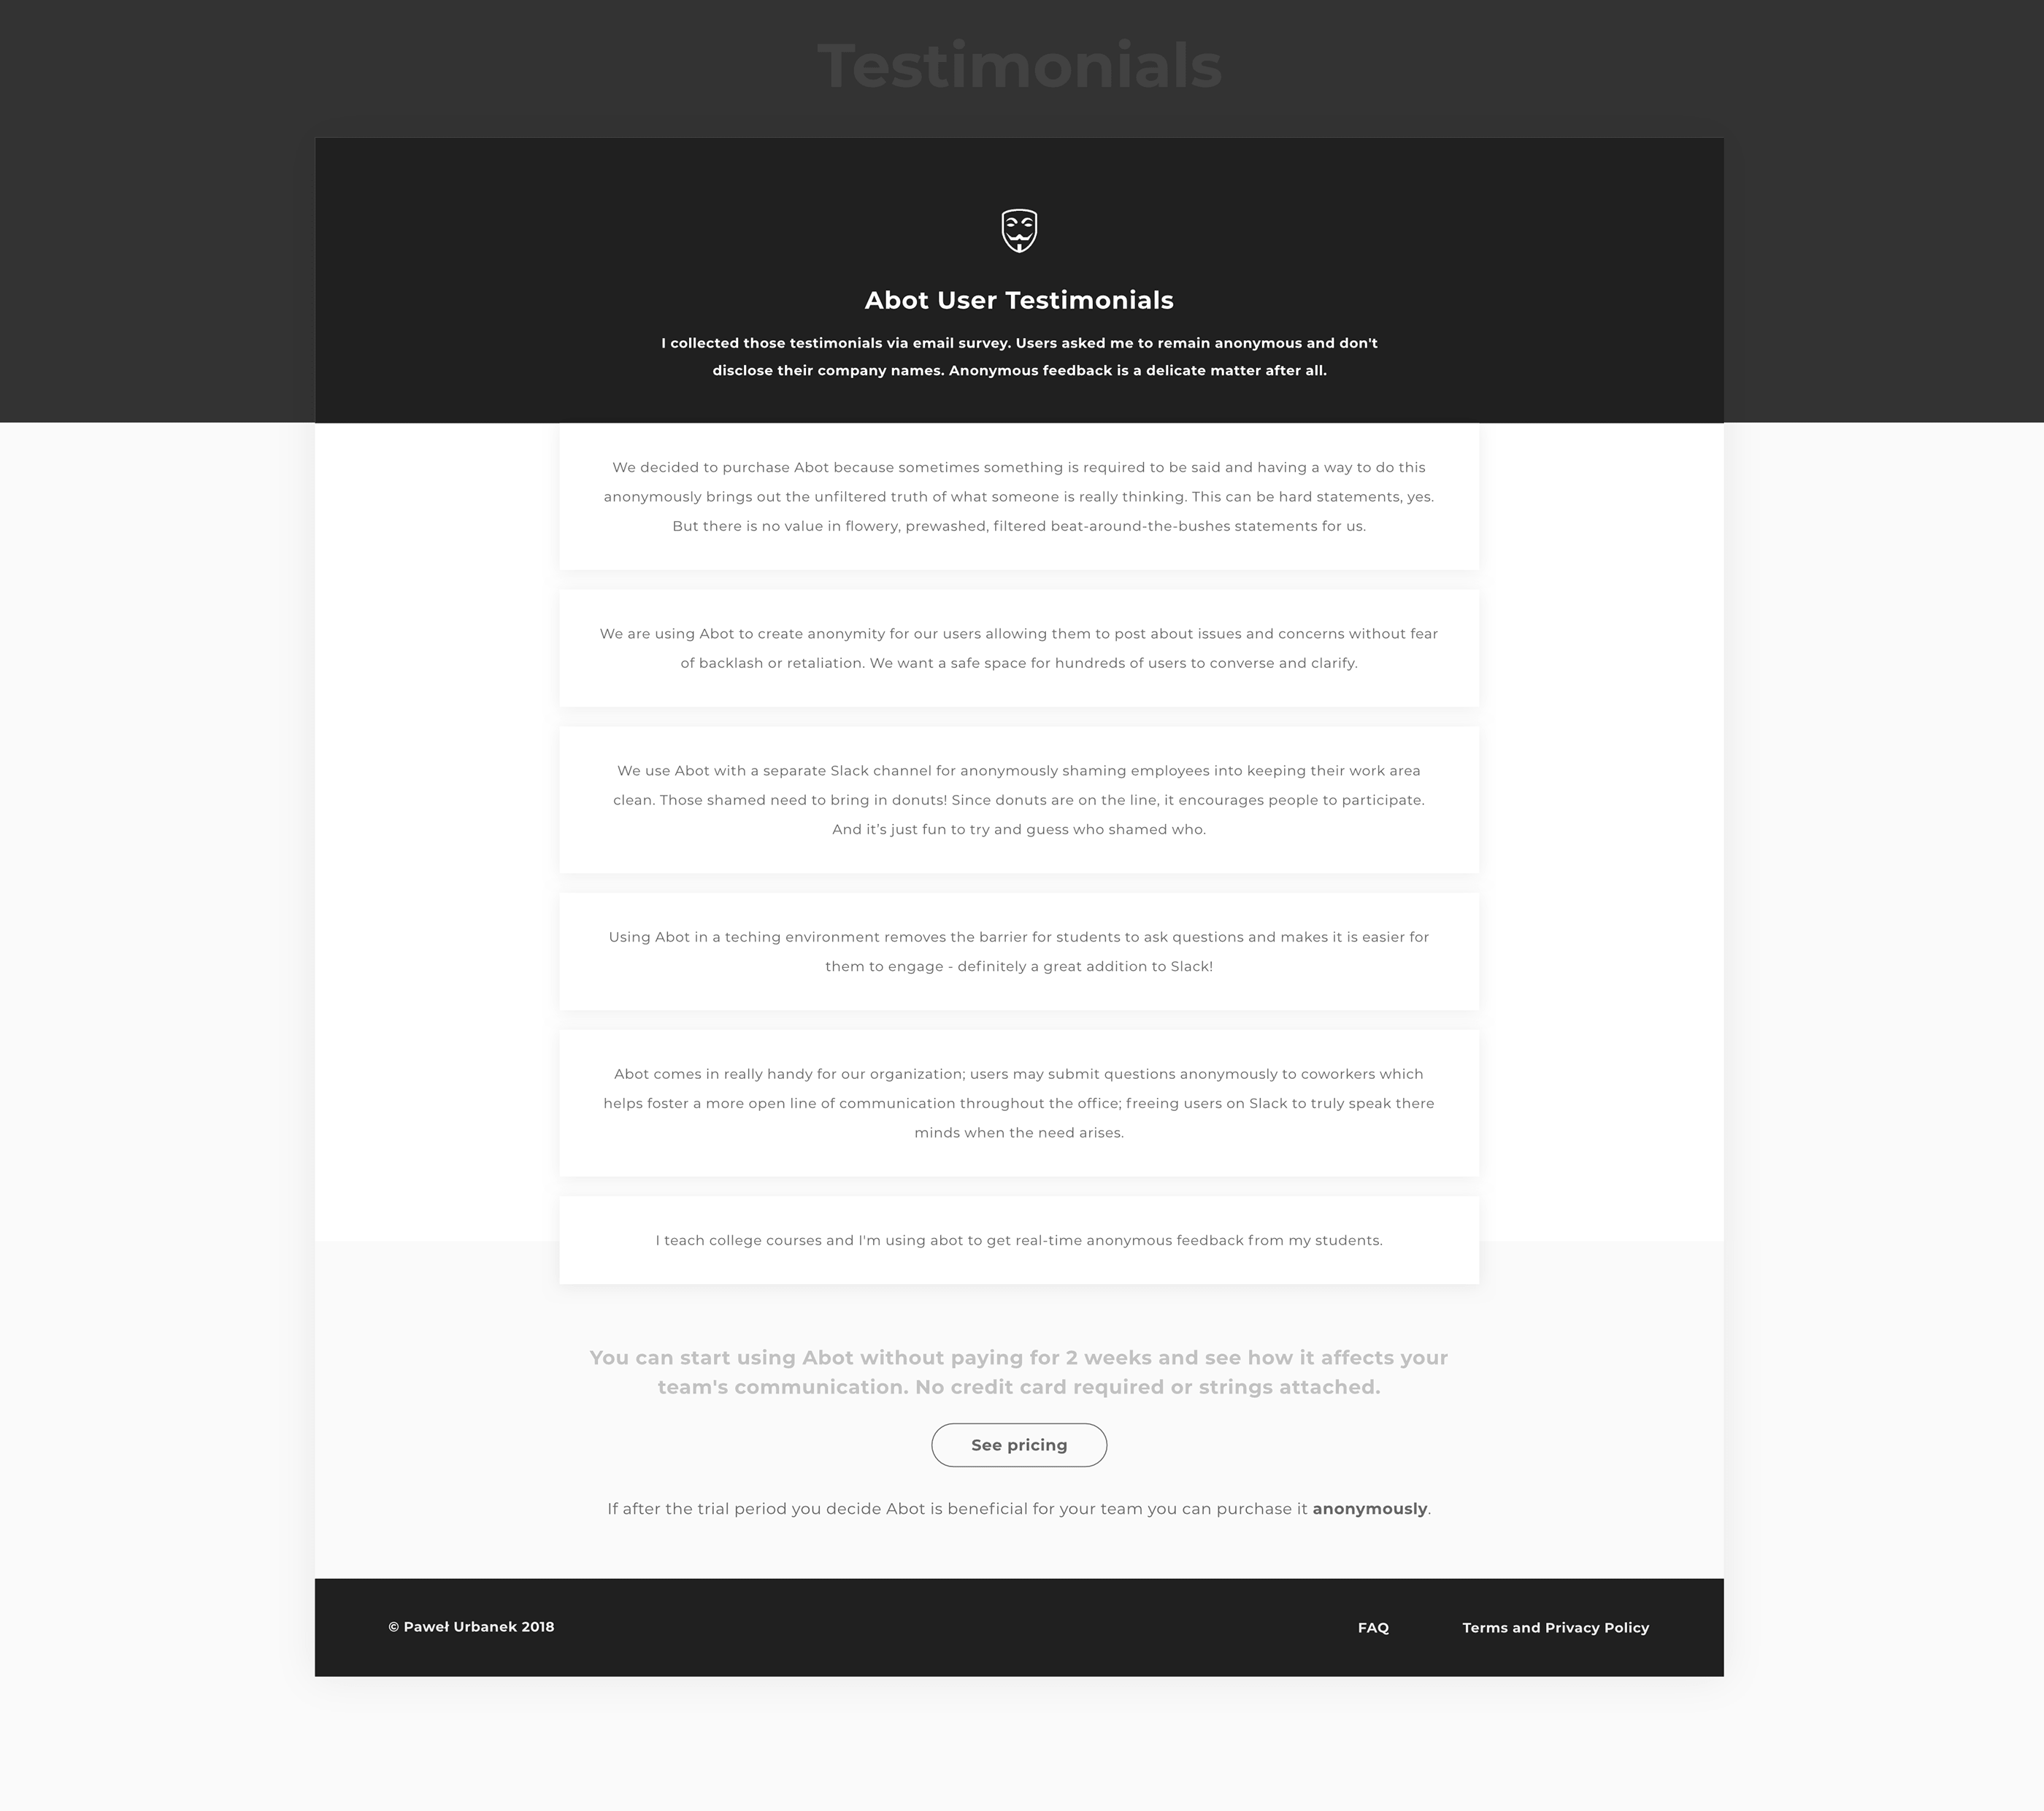 Testimonials
Abot User Testimonials
I collected those testimonials via email survey. Users asked me to remain anonymous and don't
disclose their company names. Anonymous feedback is a delicate matter after all.
We decided to purchase Abot because sometimes something is required to be said and having a way to do this
anonymously brings out the unfiltered truth of what someone is really thinking. This can be hard statements, yes.
But there is no value in flowery, prewashed, filtered beat-around-the-bushes statements for us.
We are using Abot to create anonymity for our users allowing them to post about issues and concerns without fear
of backlash or retaliation. We want a safe space for hundreds of users to converse and clarify.
We use Abot with a separate Slack channel for anonymously shaming employees into keeping their work area
clean. Those shamed need to bring in donuts! Since donuts are on the line, it encourages people to participate.
And it’s just fun to try and guess who shamed who.
Using Abot in a teching environment removes the barrier for students to ask questions and makes it is easier for
them to engage - definitely a great addition to Slack!
Abot comes in really handy for our organization; users may submit questions anonymously to coworkers which
helps foster a more open line of communication throughout the office; freeing users on Slack to truly speak there
minds when the need arises.
I teach college courses and I'm using abot to get real-time anonymous feedback from my students.
You can start using Abot without paying for 2 weeks and see how it affects your
team's communication. No credit card required or strings attached.
See pricing
If after the trial period you decide Abot is beneficial for your team you can purchase it anonymously.
© Paweł Urbanek 2018
FAQ
Terms and Privacy Policy